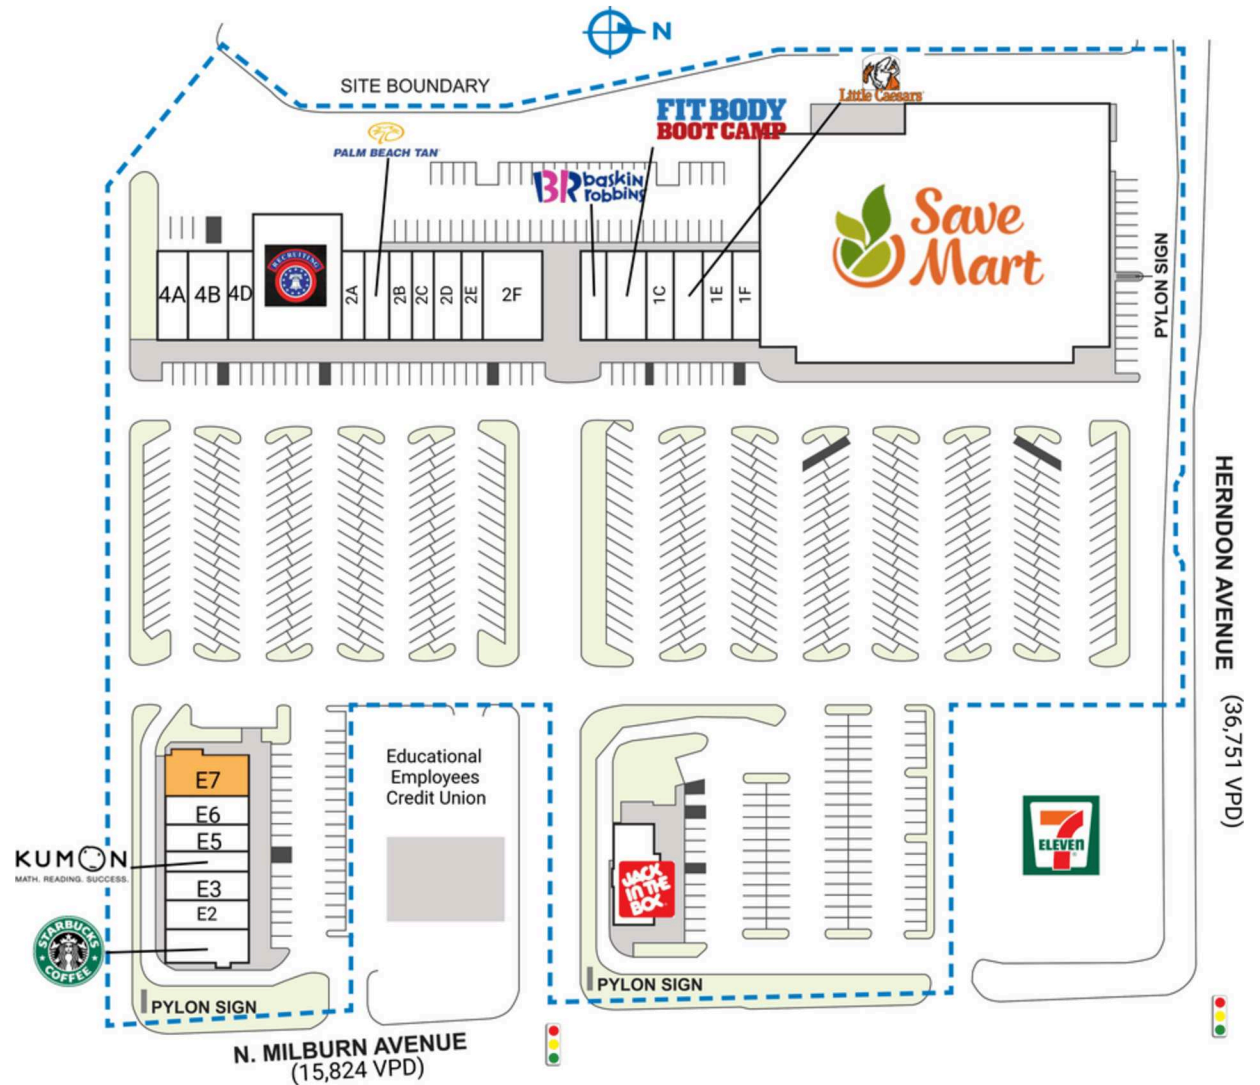 N
SITE BOUNDARY
Little Caesars
FIT BODY
BOOT CAMP
PALM BEACH TAN
BR baskin
robbins
Save
Mart
PYLON SIGN
RECRUITING
4A
4B
4D
2A
2B
2C
2D
2E
2F
1C
1E
1F
HERNDON AVENUE
(36,751 VPD)
Educational
Employees
Credit Union
E7
E6
E5
KUMON
MATH. READING. SUCCESS.
E3
E2
STARBUCKS
COFFEE
JACK
IN THE
BOX
7
ELEVEN
PYLON SIGN
PYLON SIGN
N. MILBURN AVENUE
(15,824 VPD)